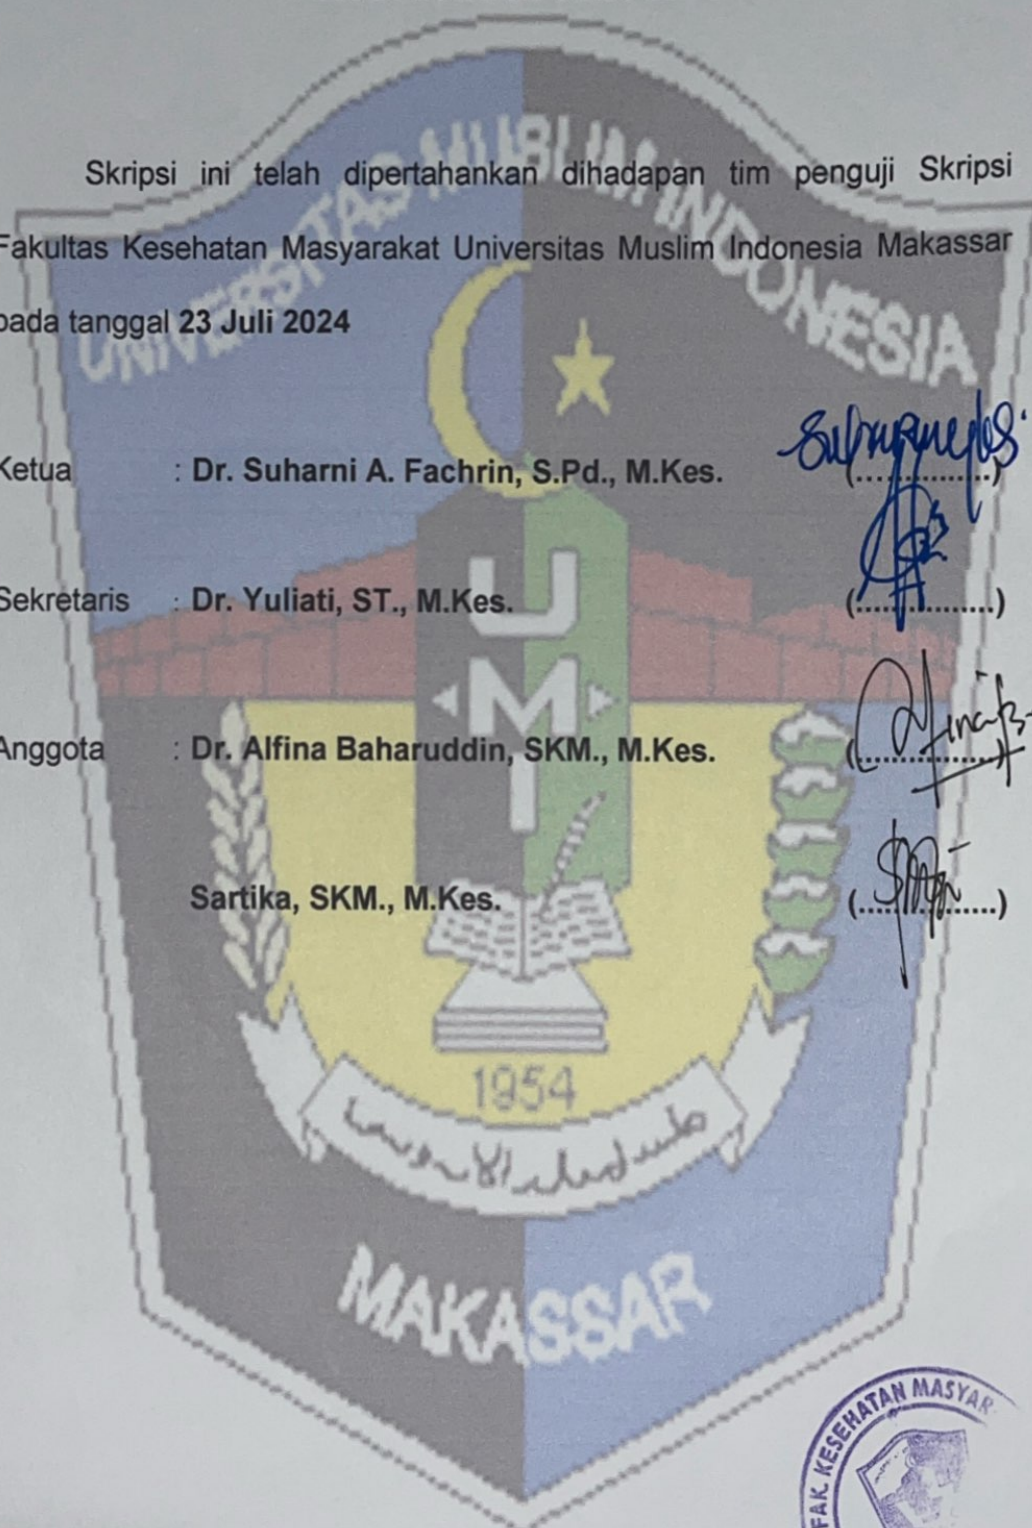 UNIVERSITAS MUSLIM INDONESIA
Skripsi ini telah dipertahankan dihadapan tim penguji Skripsi
Fakultas Kesehatan Masyarakat Universitas Muslim Indonesia Makassar
pada tanggal 23 Juli 2024
Ketua : Dr. Suharni A. Fachrin, S.Pd., M.Kes. (................)
Sekretaris : Dr. Yuliati, ST., M.Kes. (................)
Anggota : Dr. Alfina Baharuddin, SKM., M.Kes. (................)
Sartika, SKM., M.Kes. (................)
UMI
1954
MAKASSAR
FAK. KESEHATAN MASYAR